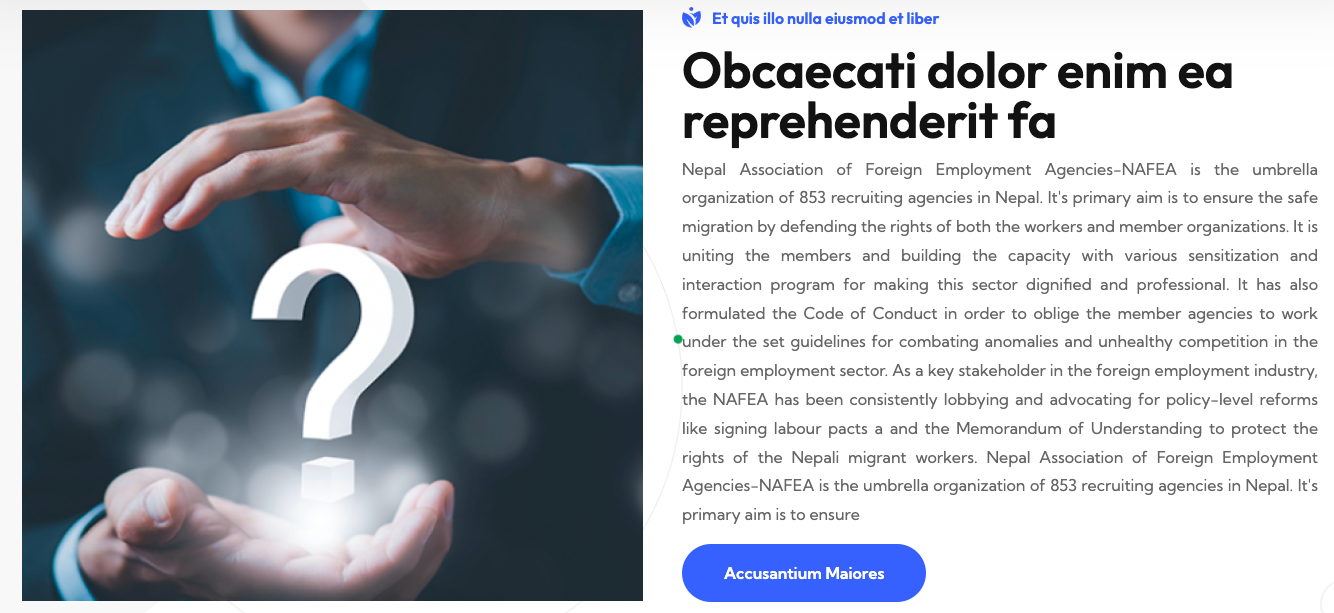 Et quis illo nulla eiusmod et liber
Obcaecati dolor enim ea
reprehenderit fa
Nepal Association of Foreign Employment Agencies-NAFEA is the umbrella
organization of 853 recruiting agencies in Nepal. It's primary aim is to ensure the safe
migration by defending the rights of both the workers and member organizations. It is
uniting the members and building the capacity with various sensitization and
interaction program for making this sector dignified and professional. It has also
formulated the Code of Conduct in order to oblige the member agencies to work
under the set guidelines for combating anomalies and unhealthy competition in the
foreign employment sector. As a key stakeholder in the foreign employment industry,
the NAFEA has been consistently lobbying and advocating for policy-level reforms
like signing labour pacts a and the Memorandum of Understanding to protect the
rights of the Nepali migrant workers. Nepal Association of Foreign Employment
Agencies-NAFEA is the umbrella organization of 853 recruiting agencies in Nepal. It's
primary aim is to ensure
Accusantium Maiores